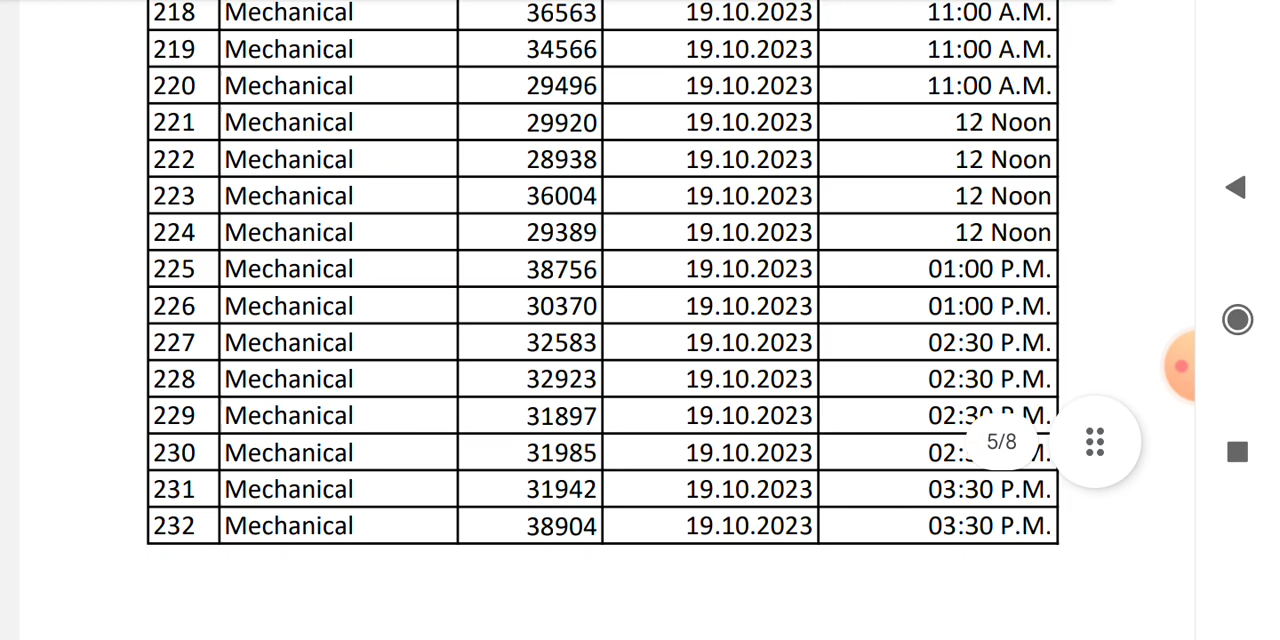 218 Mechanical 36563 19.10.2023 11:00 A.M.
219 Mechanical 34566 19.10.2023 11:00 A.M.
220 Mechanical 29496 19.10.2023 11:00 A.M.
221 Mechanical 29920 19.10.2023 12 Noon
222 Mechanical 28938 19.10.2023 12 Noon
223 Mechanical 36004 19.10.2023 12 Noon
224 Mechanical 29389 19.10.2023 12 Noon
225 Mechanical 38756 19.10.2023 01:00 P.M.
226 Mechanical 30370 19.10.2023 01:00 P.M.
227 Mechanical 32583 19.10.2023 02:30 P.M.
228 Mechanical 32923 19.10.2023 02:30 P.M.
229 Mechanical 31897 19.10.2023 02:30 P.M.
230 Mechanical 31985 19.10.2023
5/8
231 Mechanical 31942 19.10.2023 03:30 P.M.
232 Mechanical 38904 19.10.2023 03:30 P.M.